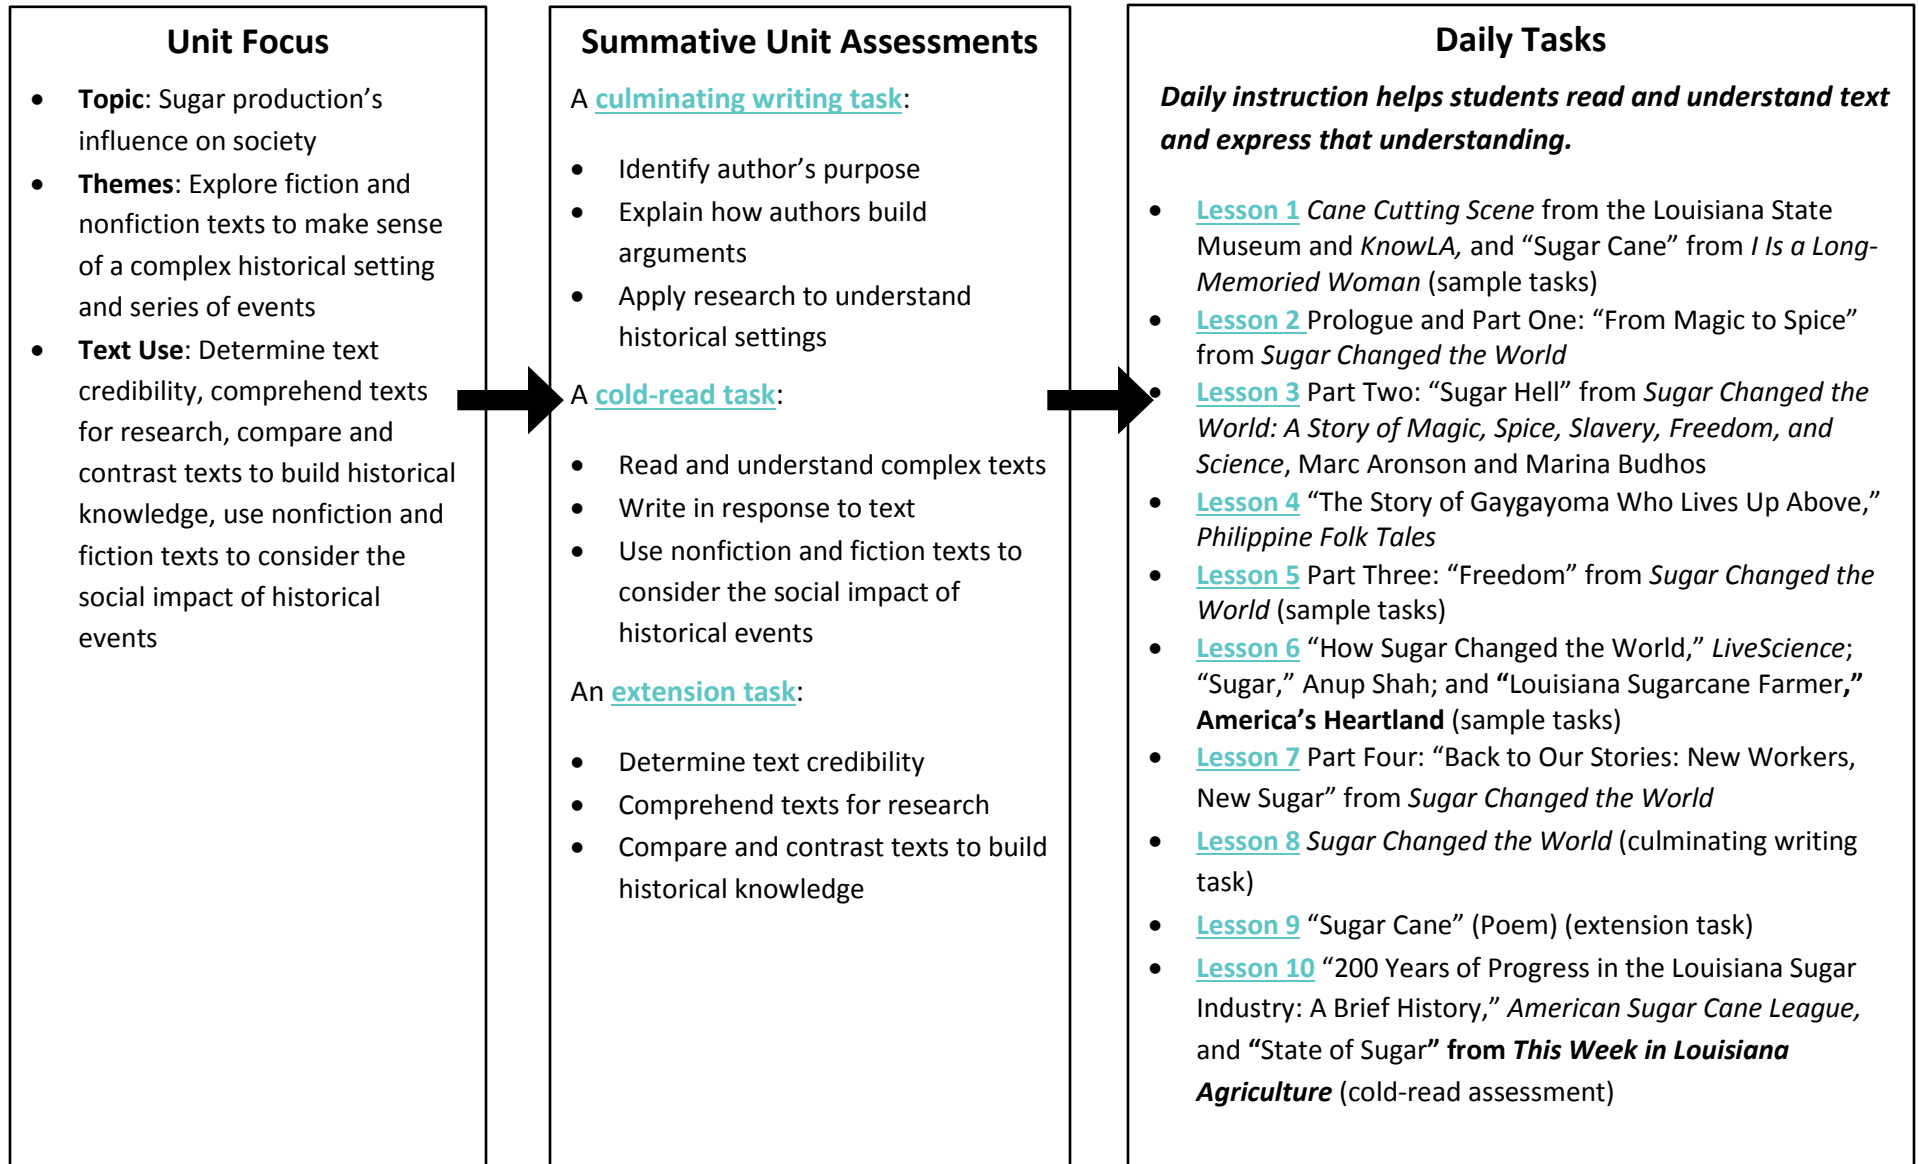 Unit Focus
• Topic: Sugar production’s
influence on society
• Themes: Explore fiction and
nonfiction texts to make sense
of a complex historical setting
and series of events
• Text Use: Determine text
credibility, comprehend texts
for research, compare and
contrast texts to build historical
knowledge, use nonfiction and
fiction texts to consider the
social impact of historical
events
Summative Unit Assessments
A culminating writing task:
• Identify author’s purpose
• Explain how authors build
arguments
• Apply research to understand
historical settings
A cold-read task:
• Read and understand complex texts
• Write in response to text
• Use nonfiction and fiction texts to
consider the social impact of
historical events
An extension task:
• Determine text credibility
• Comprehend texts for research
• Compare and contrast texts to build
historical knowledge
Daily Tasks
Daily instruction helps students read and understand text
and express that understanding.
• Lesson 1 Cane Cutting Scene from the Louisiana State
Museum and KnowLA, and “Sugar Cane” from I Is a Long-
Memoried Woman (sample tasks)
• Lesson 2 Prologue and Part One: “From Magic to Spice”
from Sugar Changed the World
• Lesson 3 Part Two: “Sugar Hell” from Sugar Changed the
World: A Story of Magic, Spice, Slavery, Freedom, and
Science, Marc Aronson and Marina Budhos
• Lesson 4 “The Story of Gaygayoma Who Lives Up Above,”
Philippine Folk Tales
• Lesson 5 Part Three: “Freedom” from Sugar Changed the
World (sample tasks)
• Lesson 6 “How Sugar Changed the World,” LiveScience;
“Sugar,” Anup Shah; and “Louisiana Sugarcane Farmer,”
America’s Heartland (sample tasks)
• Lesson 7 Part Four: “Back to Our Stories: New Workers,
New Sugar” from Sugar Changed the World
• Lesson 8 Sugar Changed the World (culminating writing
task)
• Lesson 9 “Sugar Cane” (Poem) (extension task)
• Lesson 10 “200 Years of Progress in the Louisiana Sugar
Industry: A Brief History,” American Sugar Cane League,
and “State of Sugar” from This Week in Louisiana
Agriculture (cold-read assessment)